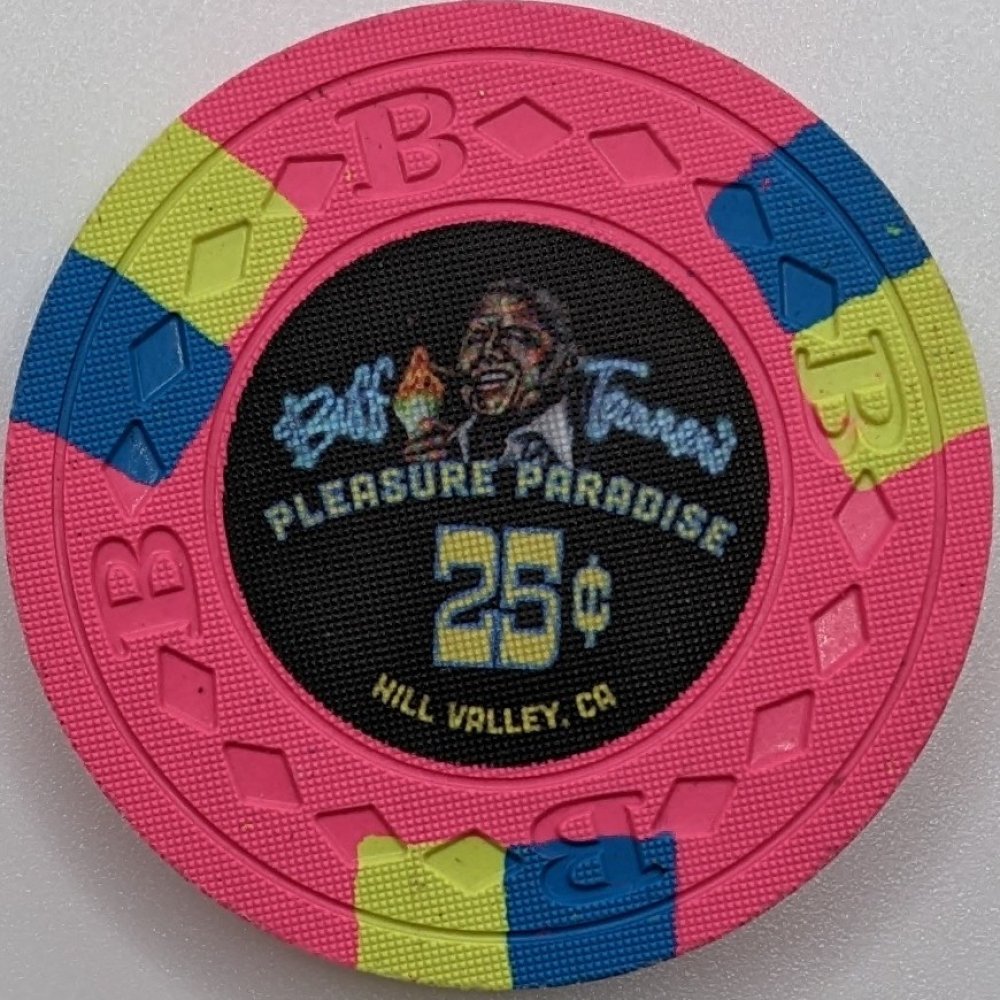 B
B
B
B
Biff Tannen's
PLEASURE PARADISE
25¢
HILL VALLEY, CA